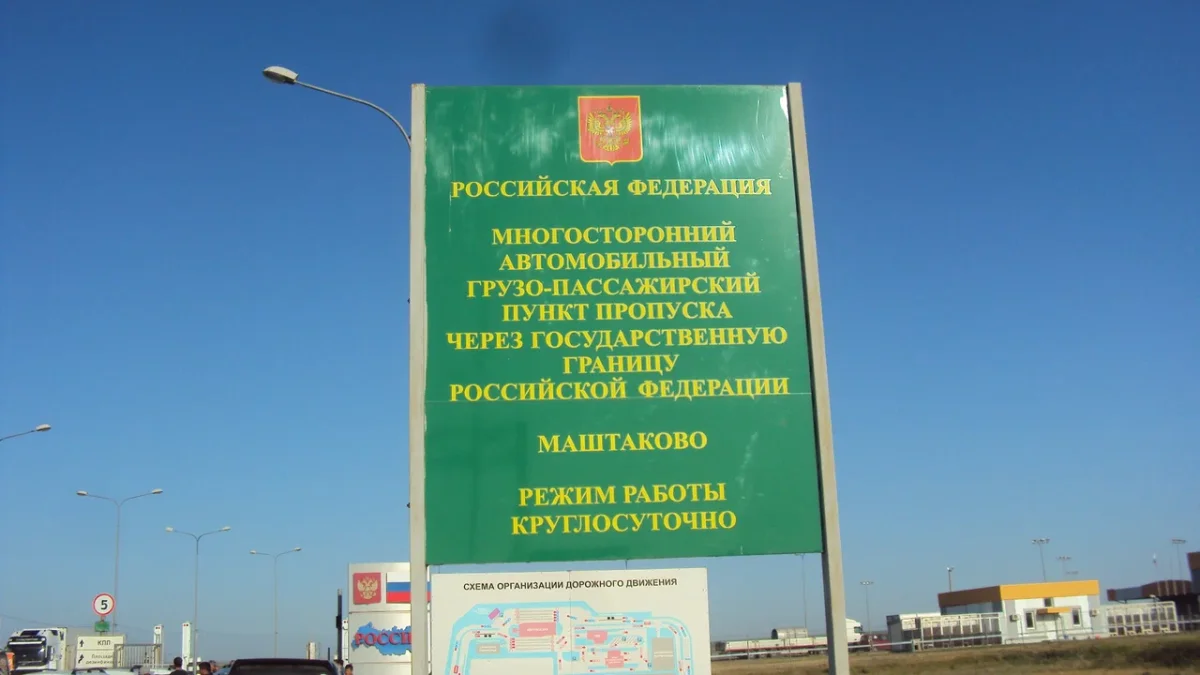 РОССИЙСКАЯ ФЕДЕРАЦИЯ
МНОГОСТОРОННИЙ
АВТОМОБИЛЬНЫЙ
ГРУЗО-ПАССАЖИРСКИЙ
ПУНКТ ПРОПУСКА
ЧЕРЕЗ ГОСУДАРСТВЕННУЮ
ГРАНИЦУ
РОССИЙСКОЙ ФЕДЕРАЦИИ
МАШТАКОВО
РЕЖИМ РАБОТЫ
КРУГЛОСУТОЧНО
СХЕМА ОРГАНИЗАЦИИ ДОРОЖНОГО ДВИЖЕНИЯ
5
КПП